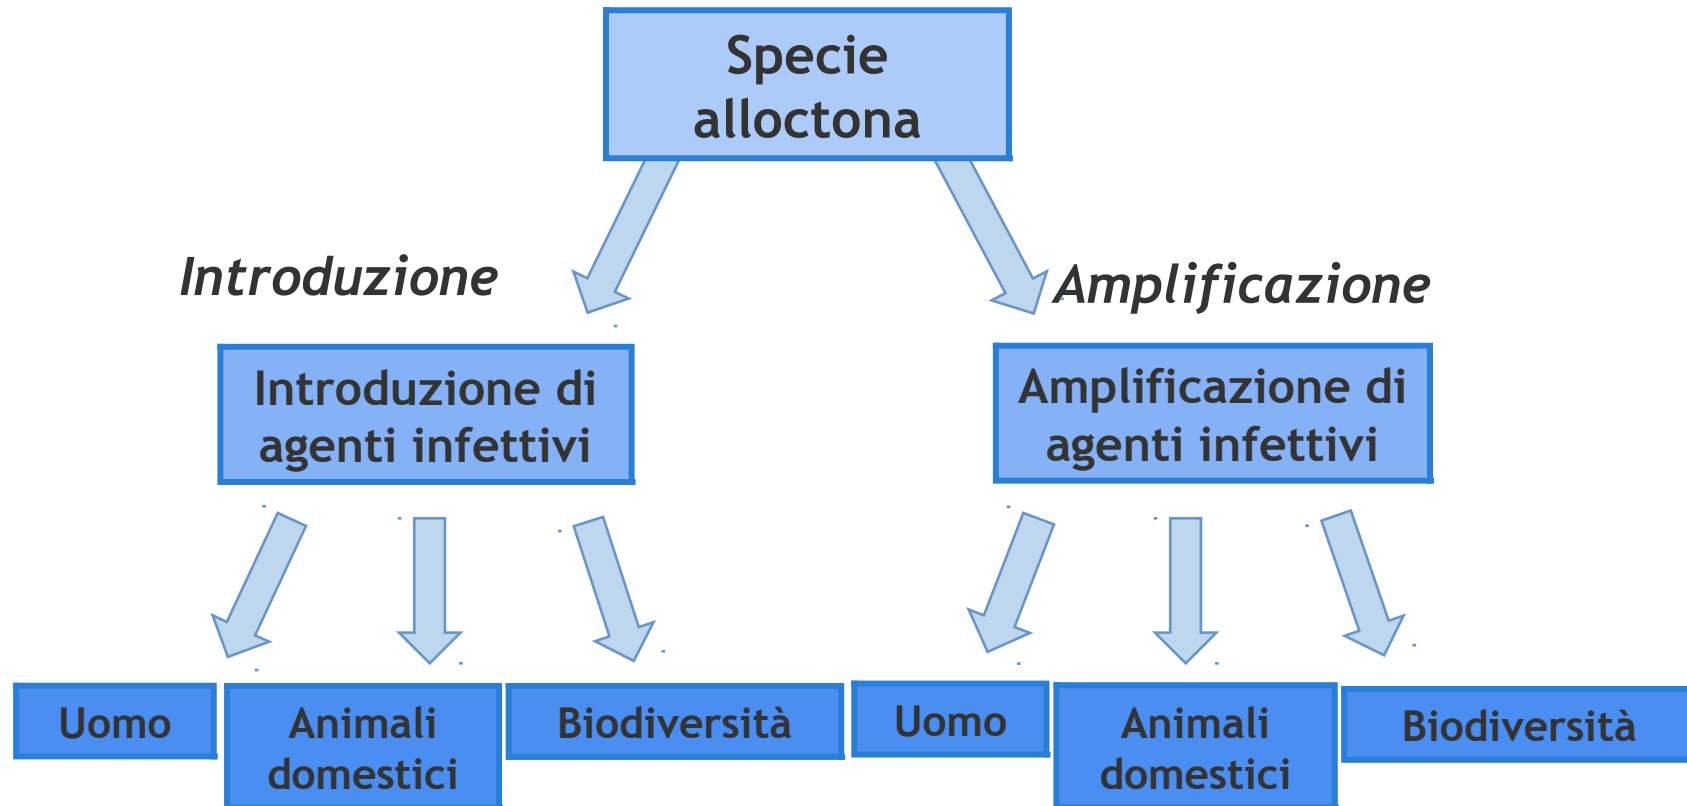 Specie
alloctona
Introduzione
Amplificazione
Introduzione di
agenti infettivi
Amplificazione di
agenti infettivi
Uomo
Animali
domestici
Biodiversità
Uomo
Animali
domestici
Biodiversità